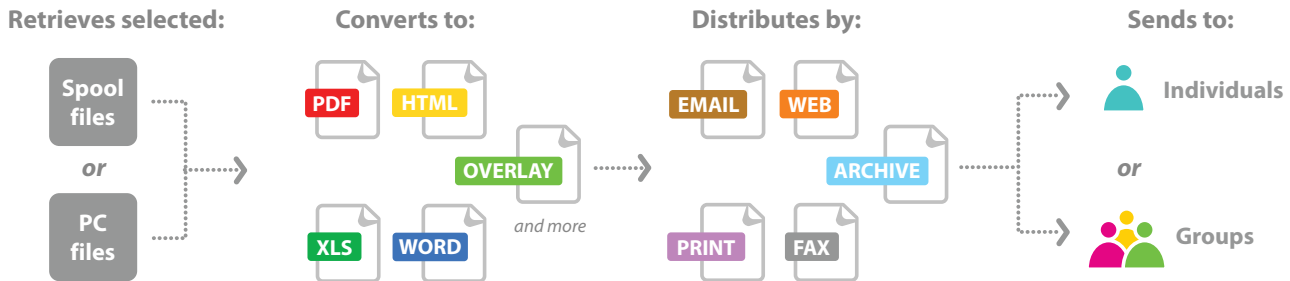 Retrieves selected:
Converts to:
Distributes by:
Sends to:
Spool
files
or
PC
files
PDF
HTML
OVERLAY
and more
XLS
WORD
EMAIL
WEB
ARCHIVE
PRINT
FAX
Individuals
or
Groups